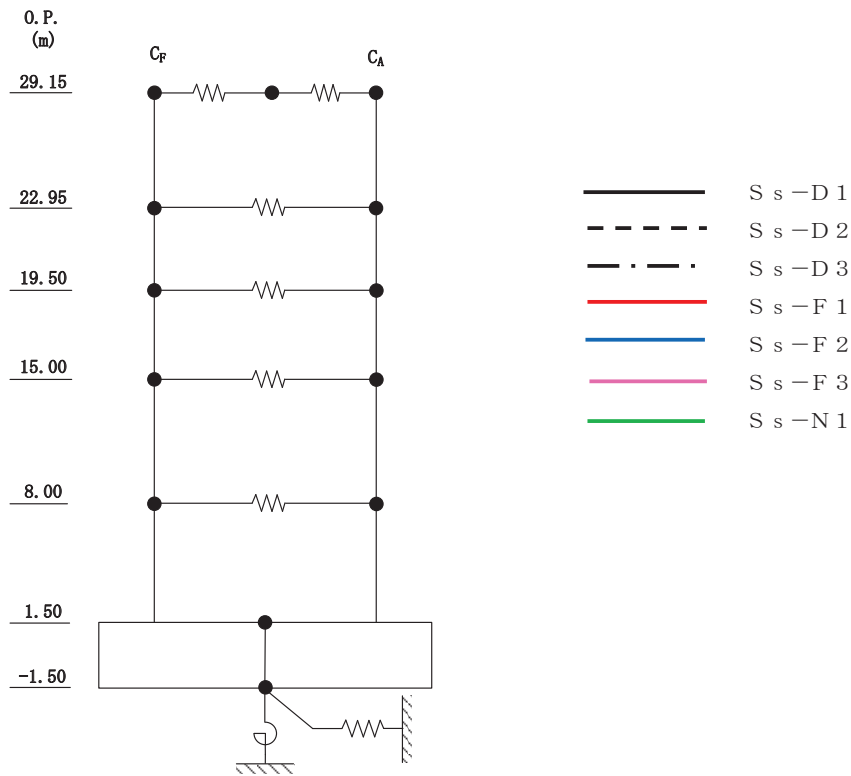 O.P.
(m)
C_F
C_A
29.15
22.95
19.50
15.00
8.00
1.50
-1.50
Ss-D1
Ss-D2
Ss-D3
Ss-F1
Ss-F2
Ss-F3
Ss-N1